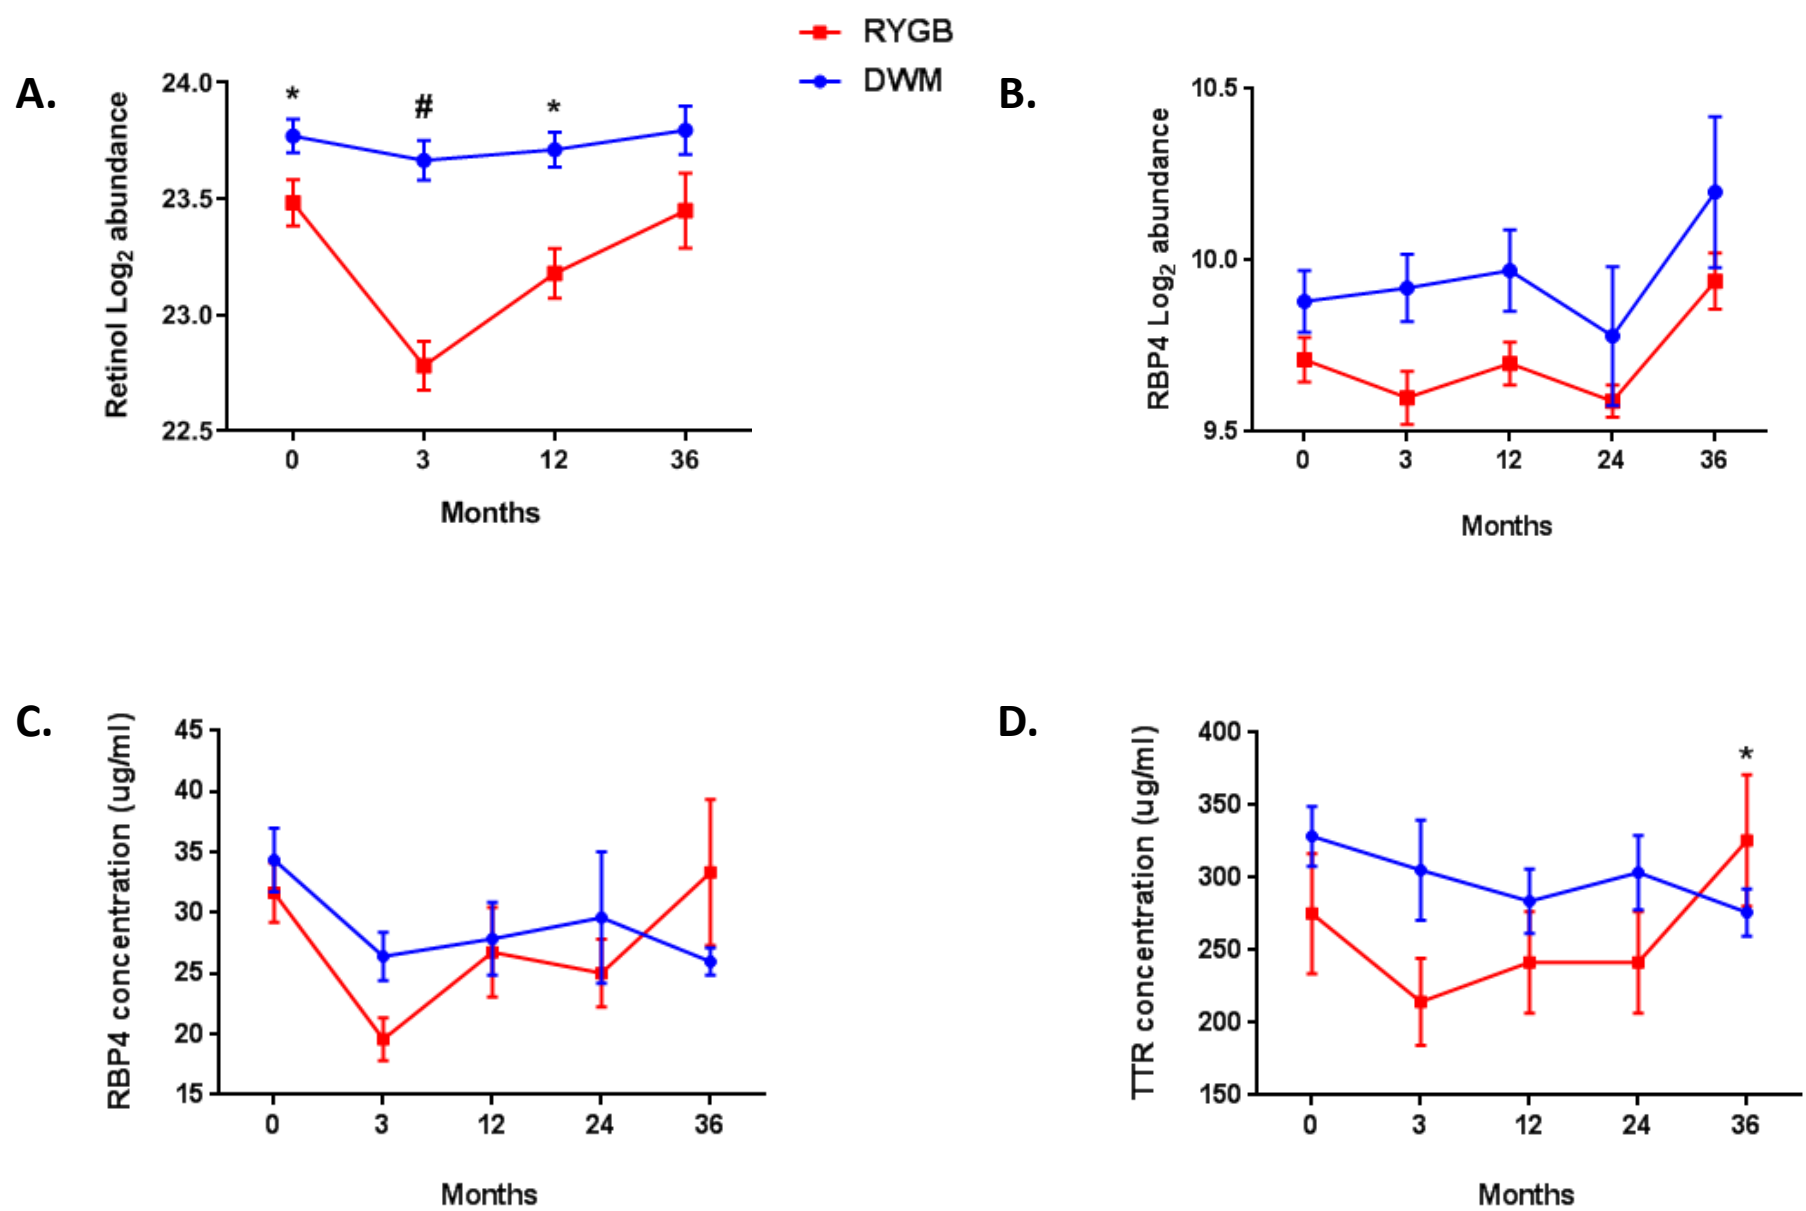 RYGB
DWM
A.
Retinol Log2 abundance
24.0
23.5
23.0
22.5
* # *
0 3 12 36
Months
B.
RBP4 Log2 abundance
10.5
10.0
9.5
0 3 12 24 36
Months
C.
RBP4 concentration (ug/ml)
45
40
35
30
25
20
15
0 3 12 24 36
Months
D.
TTR concentration (ug/ml)
400
350
300
250
200
150
*
0 3 12 24 36
Months